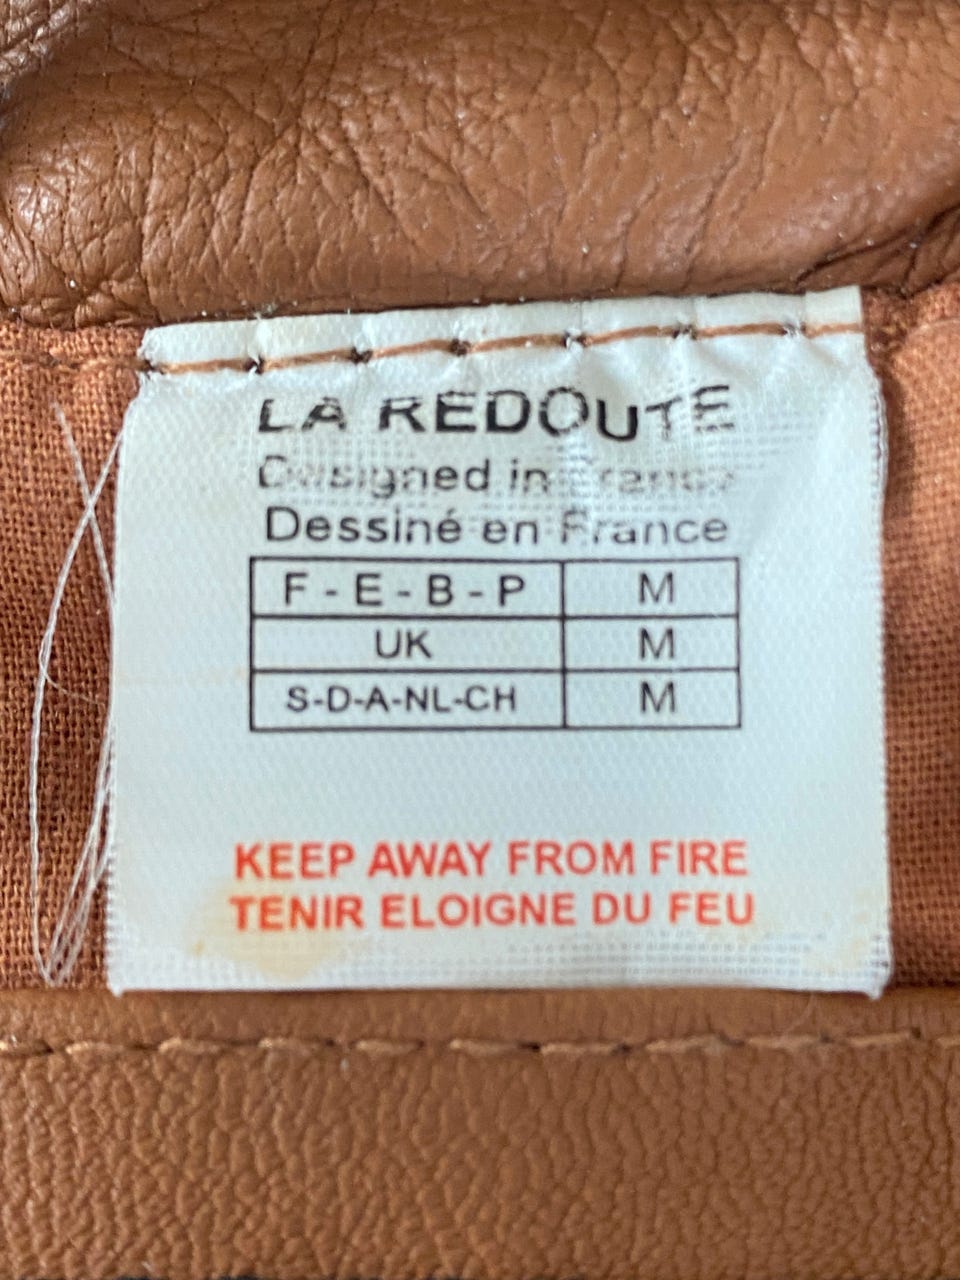 LA REDOUTE
Designed in France
Dessiné en France
F - E - B - P M
UK M
S-D-A-NL-CH M
KEEP AWAY FROM FIRE
TENIR ELOIGNE DU FEU